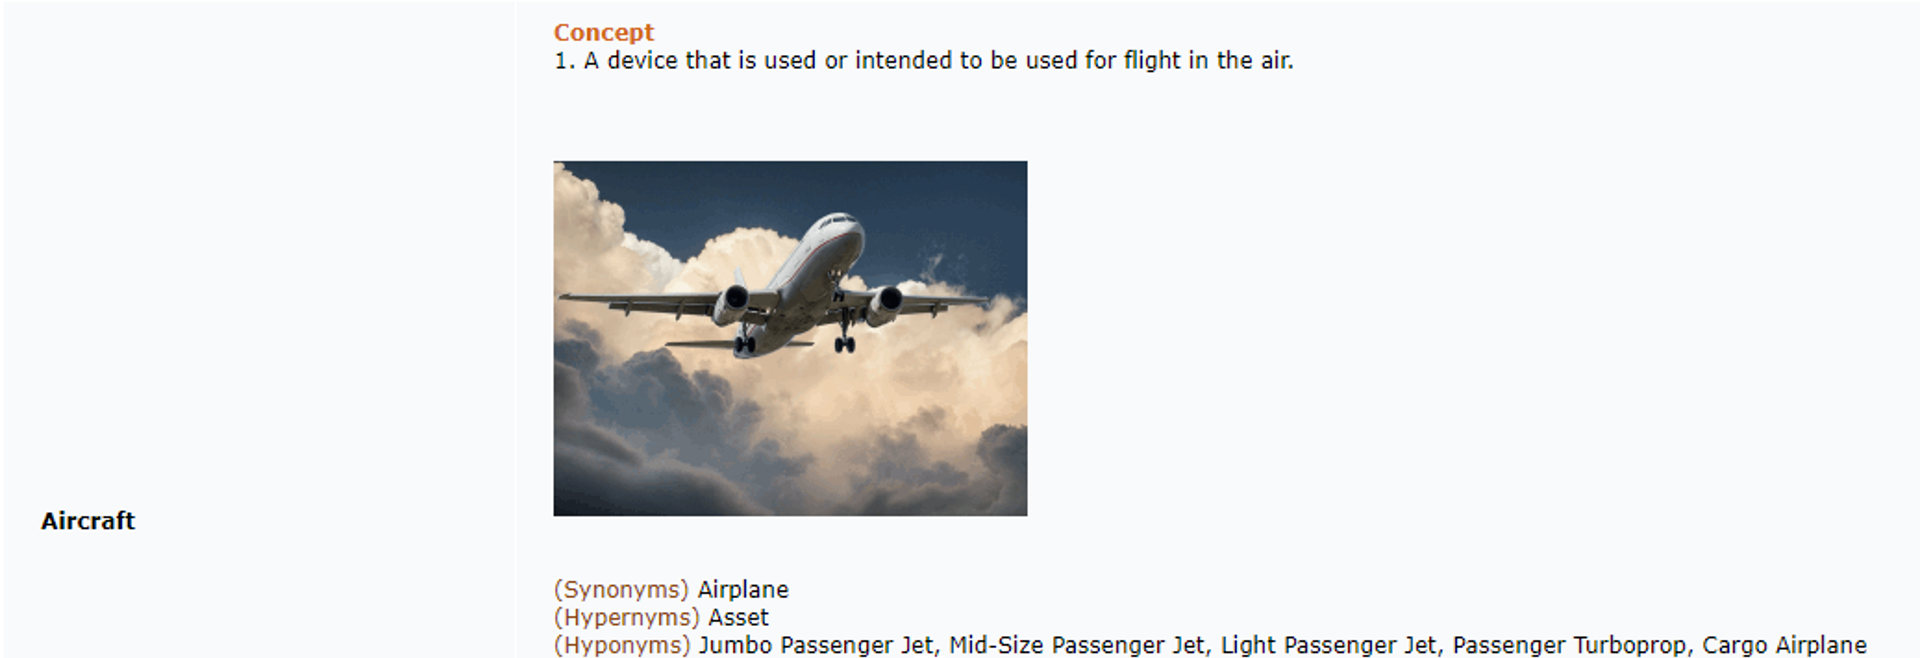 Concept
1. A device that is used or intended to be used for flight in the air.
Aircraft
(Synonyms) Airplane
(Hypernyms) Asset
(Hyponyms) Jumbo Passenger Jet, Mid-Size Passenger Jet, Light Passenger Jet, Passenger Turboprop, Cargo Airplane